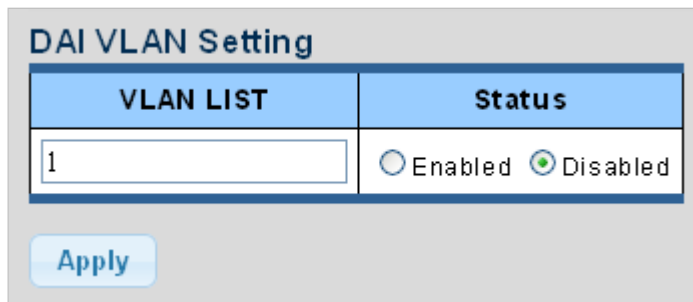 DAI VLAN Setting
VLAN LIST Status
1 Enabled Disabled
Apply